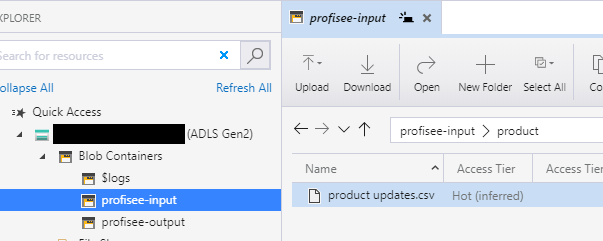 XPLORER
Search for resources
ollapse All Refresh All
Quick Access
(ADLS Gen2)
Blob Containers
$logs
profisee-input
profisee-output
profisee-input
Upload Download Open New Folder Select All
profisee-input product
Name Access Tier Access Tier
product updates.csv Hot (inferred)